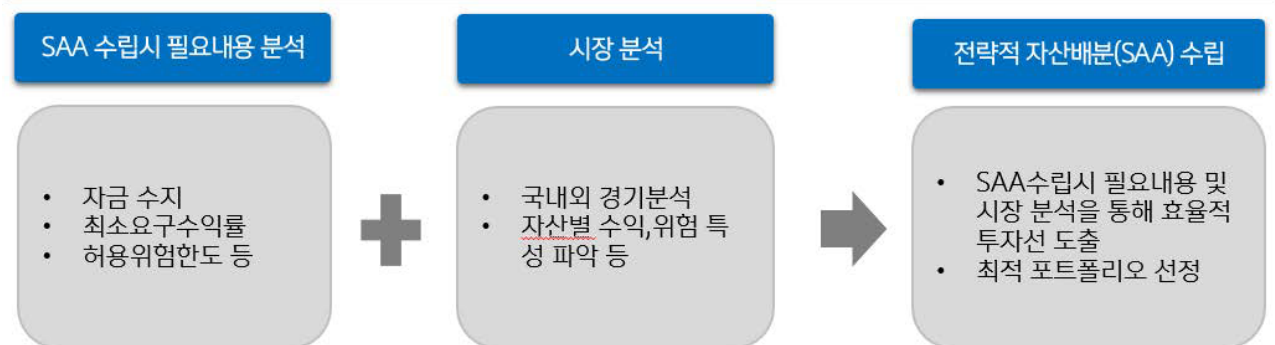 SAA 수립시 필요내용 분석
• 자금 수지
• 최소요구수익률
• 허용위험한도 등
시장 분석
• 국내외 경기분석
• 자산별 수익,위험 특
성 파악 등
전략적 자산배분(SAA) 수립
• SAA수립시 필요내용 및
시장 분석을 통해 효율적
투자선 도출
• 최적 포트폴리오 선정